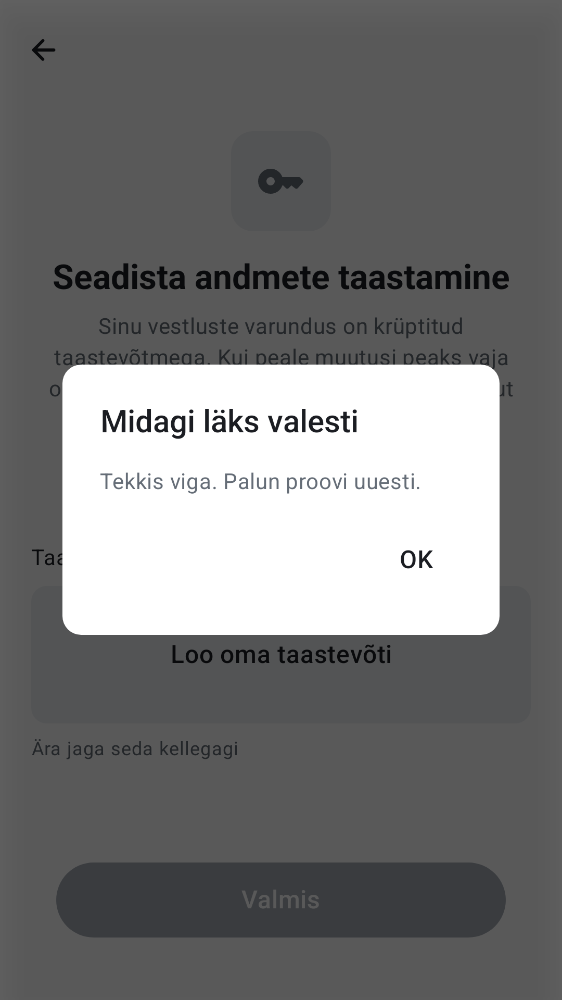 Seadista andmete taastamine
Sinu vestluste varundus on krüptitud
taastevõtmega. Kui peale muutusi peaks vaja
Midagi läks valesti
Tekkis viga. Palun proovi uuesti.
OK
Loo oma taastevõti
Ära jaga seda kellegagi
Valmis